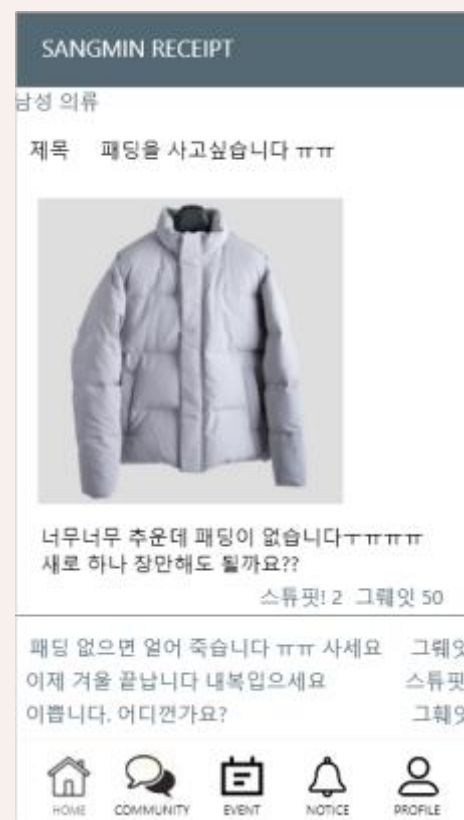 SANGMIN RECEIPT
남성 의류
제목 패딩을 사고싶습니다 ㅠㅠ
너무너무 추운데 패딩이 없습니다ㅜㅠㅠㅠ
새로 하나 장만해도 될까요??
스튜핏! 2 그뤠잇 50
패딩 없으면 얼어 죽습니다 ㅠㅠ 사세요 그뤠잇
이제 겨울 끝납니다 내복입으세요 스튜핏
이쁩니다. 어디껀가요? 그뤠잇
HOME COMMUNITY EVENT NOTICE PROFILE